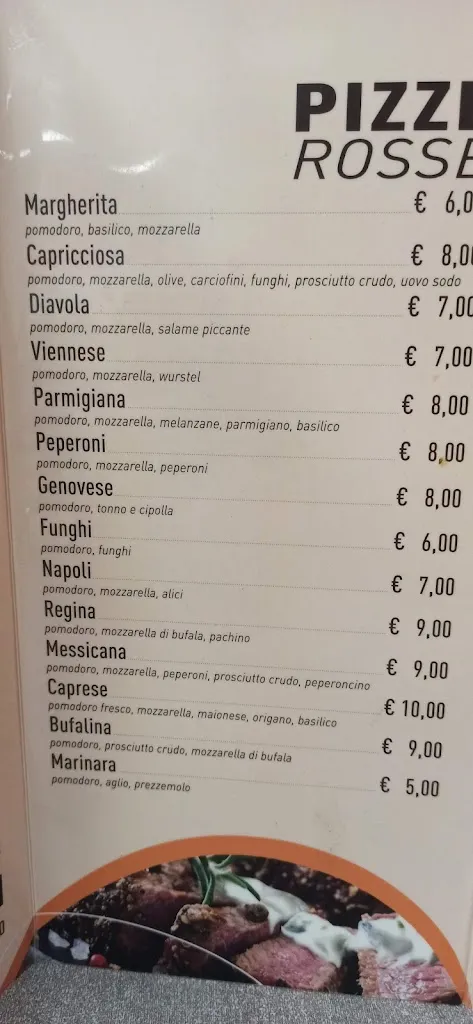 PIZZE
ROSSE
Margherita € 6,0
pomodoro, basilico, mozzarella
Capricciosa € 8,00
pomodoro, mozzarella, olive, carciofini, funghi, prosciutto crudo, uovo sodo
Diavola € 7,00
pomodoro, mozzarella, salame piccante
Viennese € 7,00
pomodoro, mozzarella, wurstel
Parmigiana € 8,00
pomodoro, mozzarella, melanzane, parmigiano, basilico
Peperoni € 8,00
pomodoro, mozzarella, peperoni
Genovese € 8,00
pomodoro, tonno e cipolla
Funghi € 6,00
pomodoro, funghi
Napoli € 7,00
pomodoro, mozzarella, alici
Regina € 9,00
pomodoro, mozzarella di bufala, pachino
Messicana € 9,00
pomodoro, mozzarella, peperoni, prosciutto crudo, peperoncino
Caprese € 10,00
pomodoro fresco, mozzarella, maionese, origano, basilico
Bufalina € 9,00
pomodoro, prosciutto crudo, mozzarella di bufala
Marinara € 5,00
pomodoro, aglio, prezzemolo